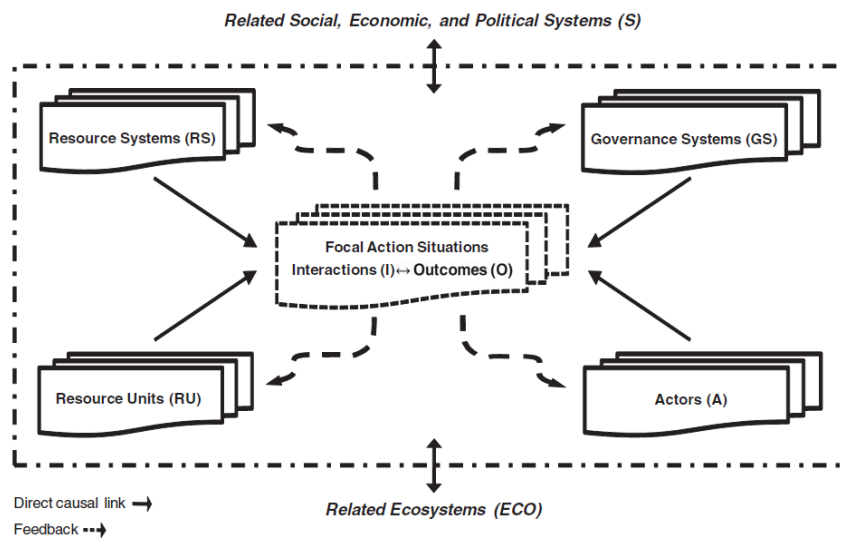 Related Social, Economic, and Political Systems (S)
Resource Systems (RS)
Governance Systems (GS)
Focal Action Situations
Interactions (I)↔Outcomes (O)
Resource Units (RU)
Actors (A)
Direct causal link
Related Ecosystems (ECO)
Feedback